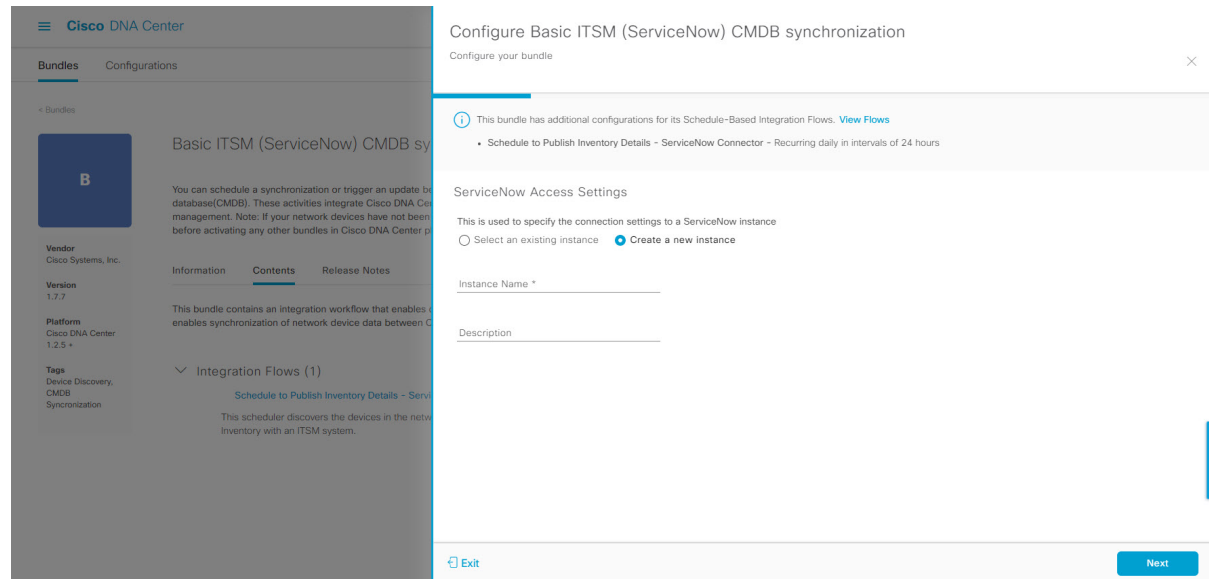 Cisco DNA Center
Bundles Configurations
< Bundles
B
Vendor
Cisco Systems, Inc.
Version
1.7.7
Platform
Cisco DNA Center
1:2.5 +
Tags
Device Discovery,
CMDB
Syncronization
Basic ITSM (ServiceNow) CMDB sy
You can schedule a synchronization or trigger an update be
database(CMDB). These activities integrate Cisco DNA Cen
management. Note: If your network devices have not been
before activating any other bundles in Cisco DNA Center p
Information Contents Release Notes
This bundle contains an integration workflow that enables
enables synchronization of network device data between C
Integration Flows (1)
Schedule to Publish Inventory Details - Servi
This scheduler discovers the devices in the netw
Inventory with an ITSM system.
Configure Basic ITSM (ServiceNow) CMDB synchronization
Configure your bundle
This bundle has additional configurations for its Schedule-Based Integration Flows. View Flows
• Schedule to Publish Inventory Details - ServiceNow Connector - Recurring daily in intervals of 24 hours
ServiceNow Access Settings
This is used to specify the connection settings to a ServiceNow instance
Select an existing instance Create a new instance
Instance Name *
Description
Exit
Next